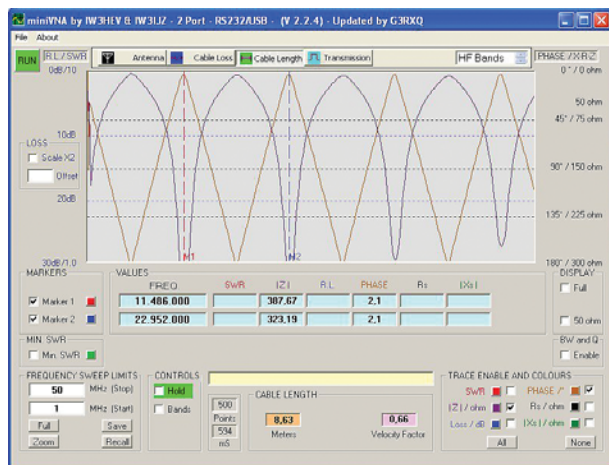 miniVNA by IW3HEV & IW3IJZ - 2 Port - RS232/USB - (V 2.2.4) - Updated by G3RXQ
File About
RUN R.L / SWR Antenna Cable Loss Cable Length Transmission HF Bands PHASE / X R Z
0dB/10 0° / 0 ohm
50 ohm
45° / 75 ohm
LOSS 10dB
Scale X2 90° / 150 ohm
Offset
20dB
135° / 225 ohm
M1 M2
30dB/1.0 180° / 300 ohm
MARKERS VALUES DISPLAY
FREQ SWR |Z| R.L PHASE Rs |Xs| Full
Marker 1 11.486.000 307,67 2,1
Marker 2 22.952.000 323,19 2,1 50 ohm
MIN. SWR BW and Q
Min. SWR Enable
FREQUENCY SWEEP LIMITS CONTROLS TRACE ENABLE AND COLOURS
50 MHz (Stop) Hold 500 CABLE LENGTH SWR PHASE /°
1 MHz (Start) Bands Points 8,63 0,66 |Z| / ohm Rs / ohm
Full Save 594 Meters Velocity Factor Loss / dB |Xs| / ohm
Zoom Recall mS All None